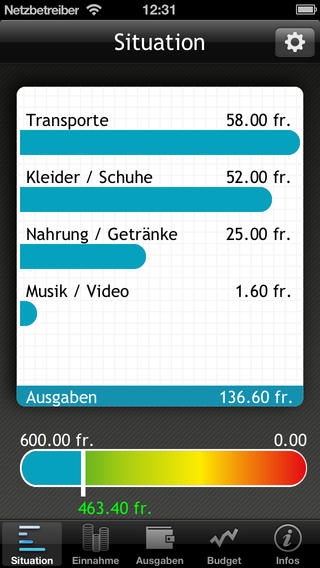 Netzbetreiber 12:31
Situation
Transporte 58.00 fr.
Kleider / Schuhe 52.00 fr.
Nahrung / Getränke 25.00 fr.
Musik / Video 1.60 fr.
Ausgaben 136.60 fr.
600.00 fr. 0.00
463.40 fr.
Situation Einnahme Ausgaben Budget Infos